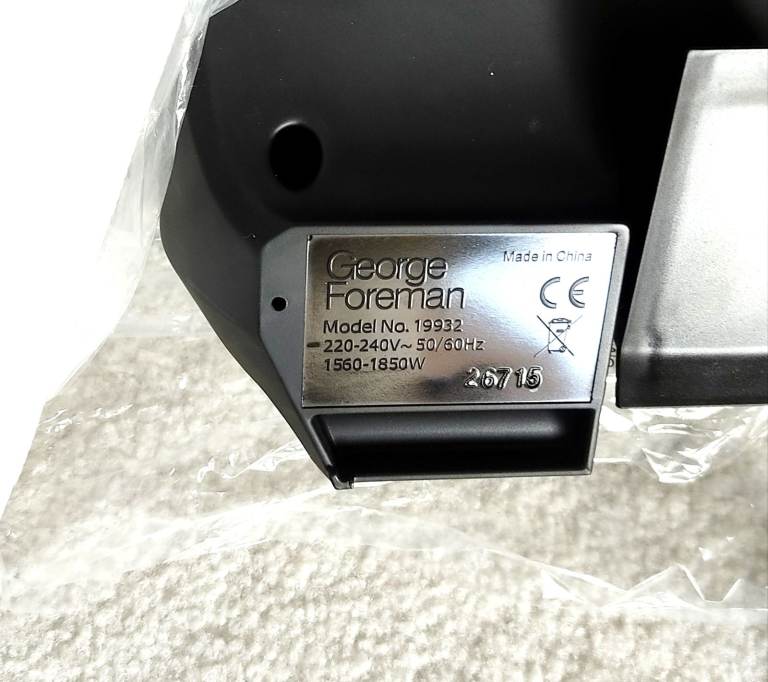 George
Foreman
Made in China
CE
Model No. 19932
220-240V~ 50/60Hz
1560-1850W
26715